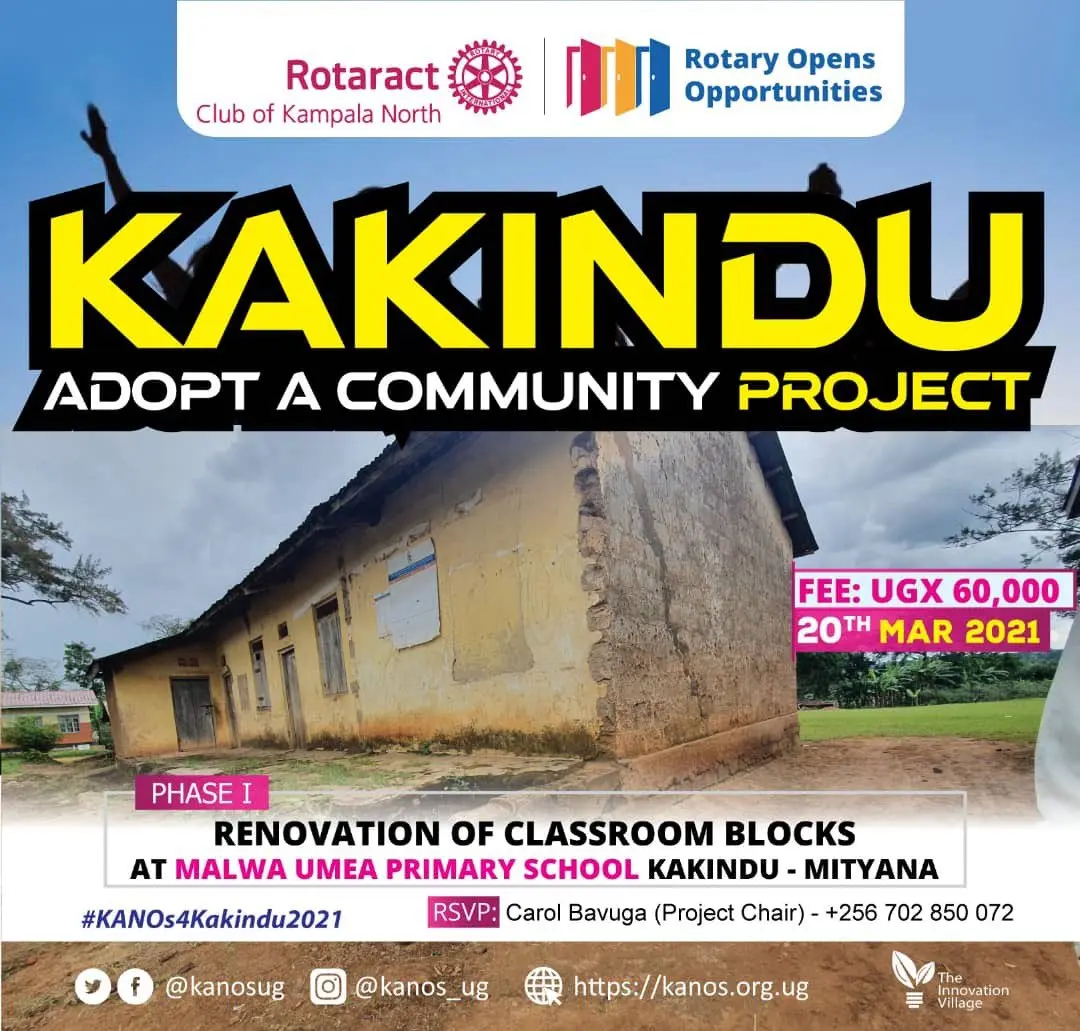 Rotaract
Club of Kampala North
ROTARY INTERNATIONAL
Rotary Opens
Opportunities
KAKINDU
ADOPT A COMMUNITY PROJECT
FEE: UGX 60,000
20TH MAR 2021
PHASE I
RENOVATION OF CLASSROOM BLOCKS
AT MALWA UMEA PRIMARY SCHOOL KAKINDU - MITYANA
#KANOs4Kakindu2021
RSVP: Carol Bavuga (Project Chair) - +256 702 850 072
@kanosug
@kanos_ug
https://kanos.org.ug
The
Innovation
Village